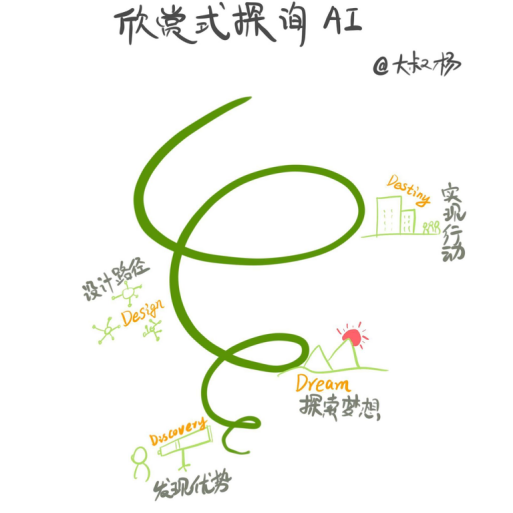 欣赏式探询 AI
@大叔杨
Destiny
实现行动
设计路径
Design
Dream
探索梦想
Discovery
发现优势